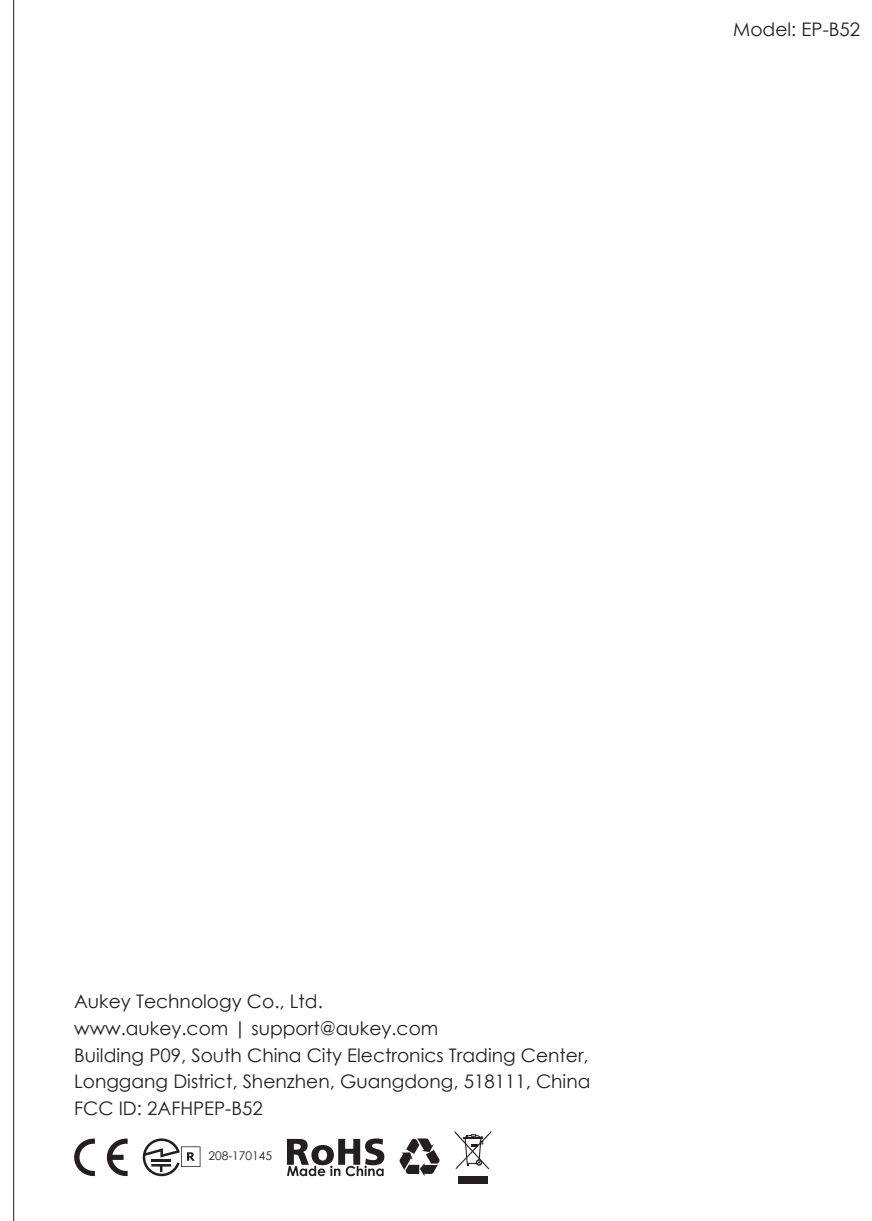 Model: EP-B52
Aukey Technology Co., Ltd.
www.aukey.com | support@aukey.com
Building P09, South China City Electronics Trading Center,
Longgang District, Shenzhen, Guangdong, 518111, China
FCC ID: 2AFHPEP-B52
CE R 208-170145 RoHS
Made in China